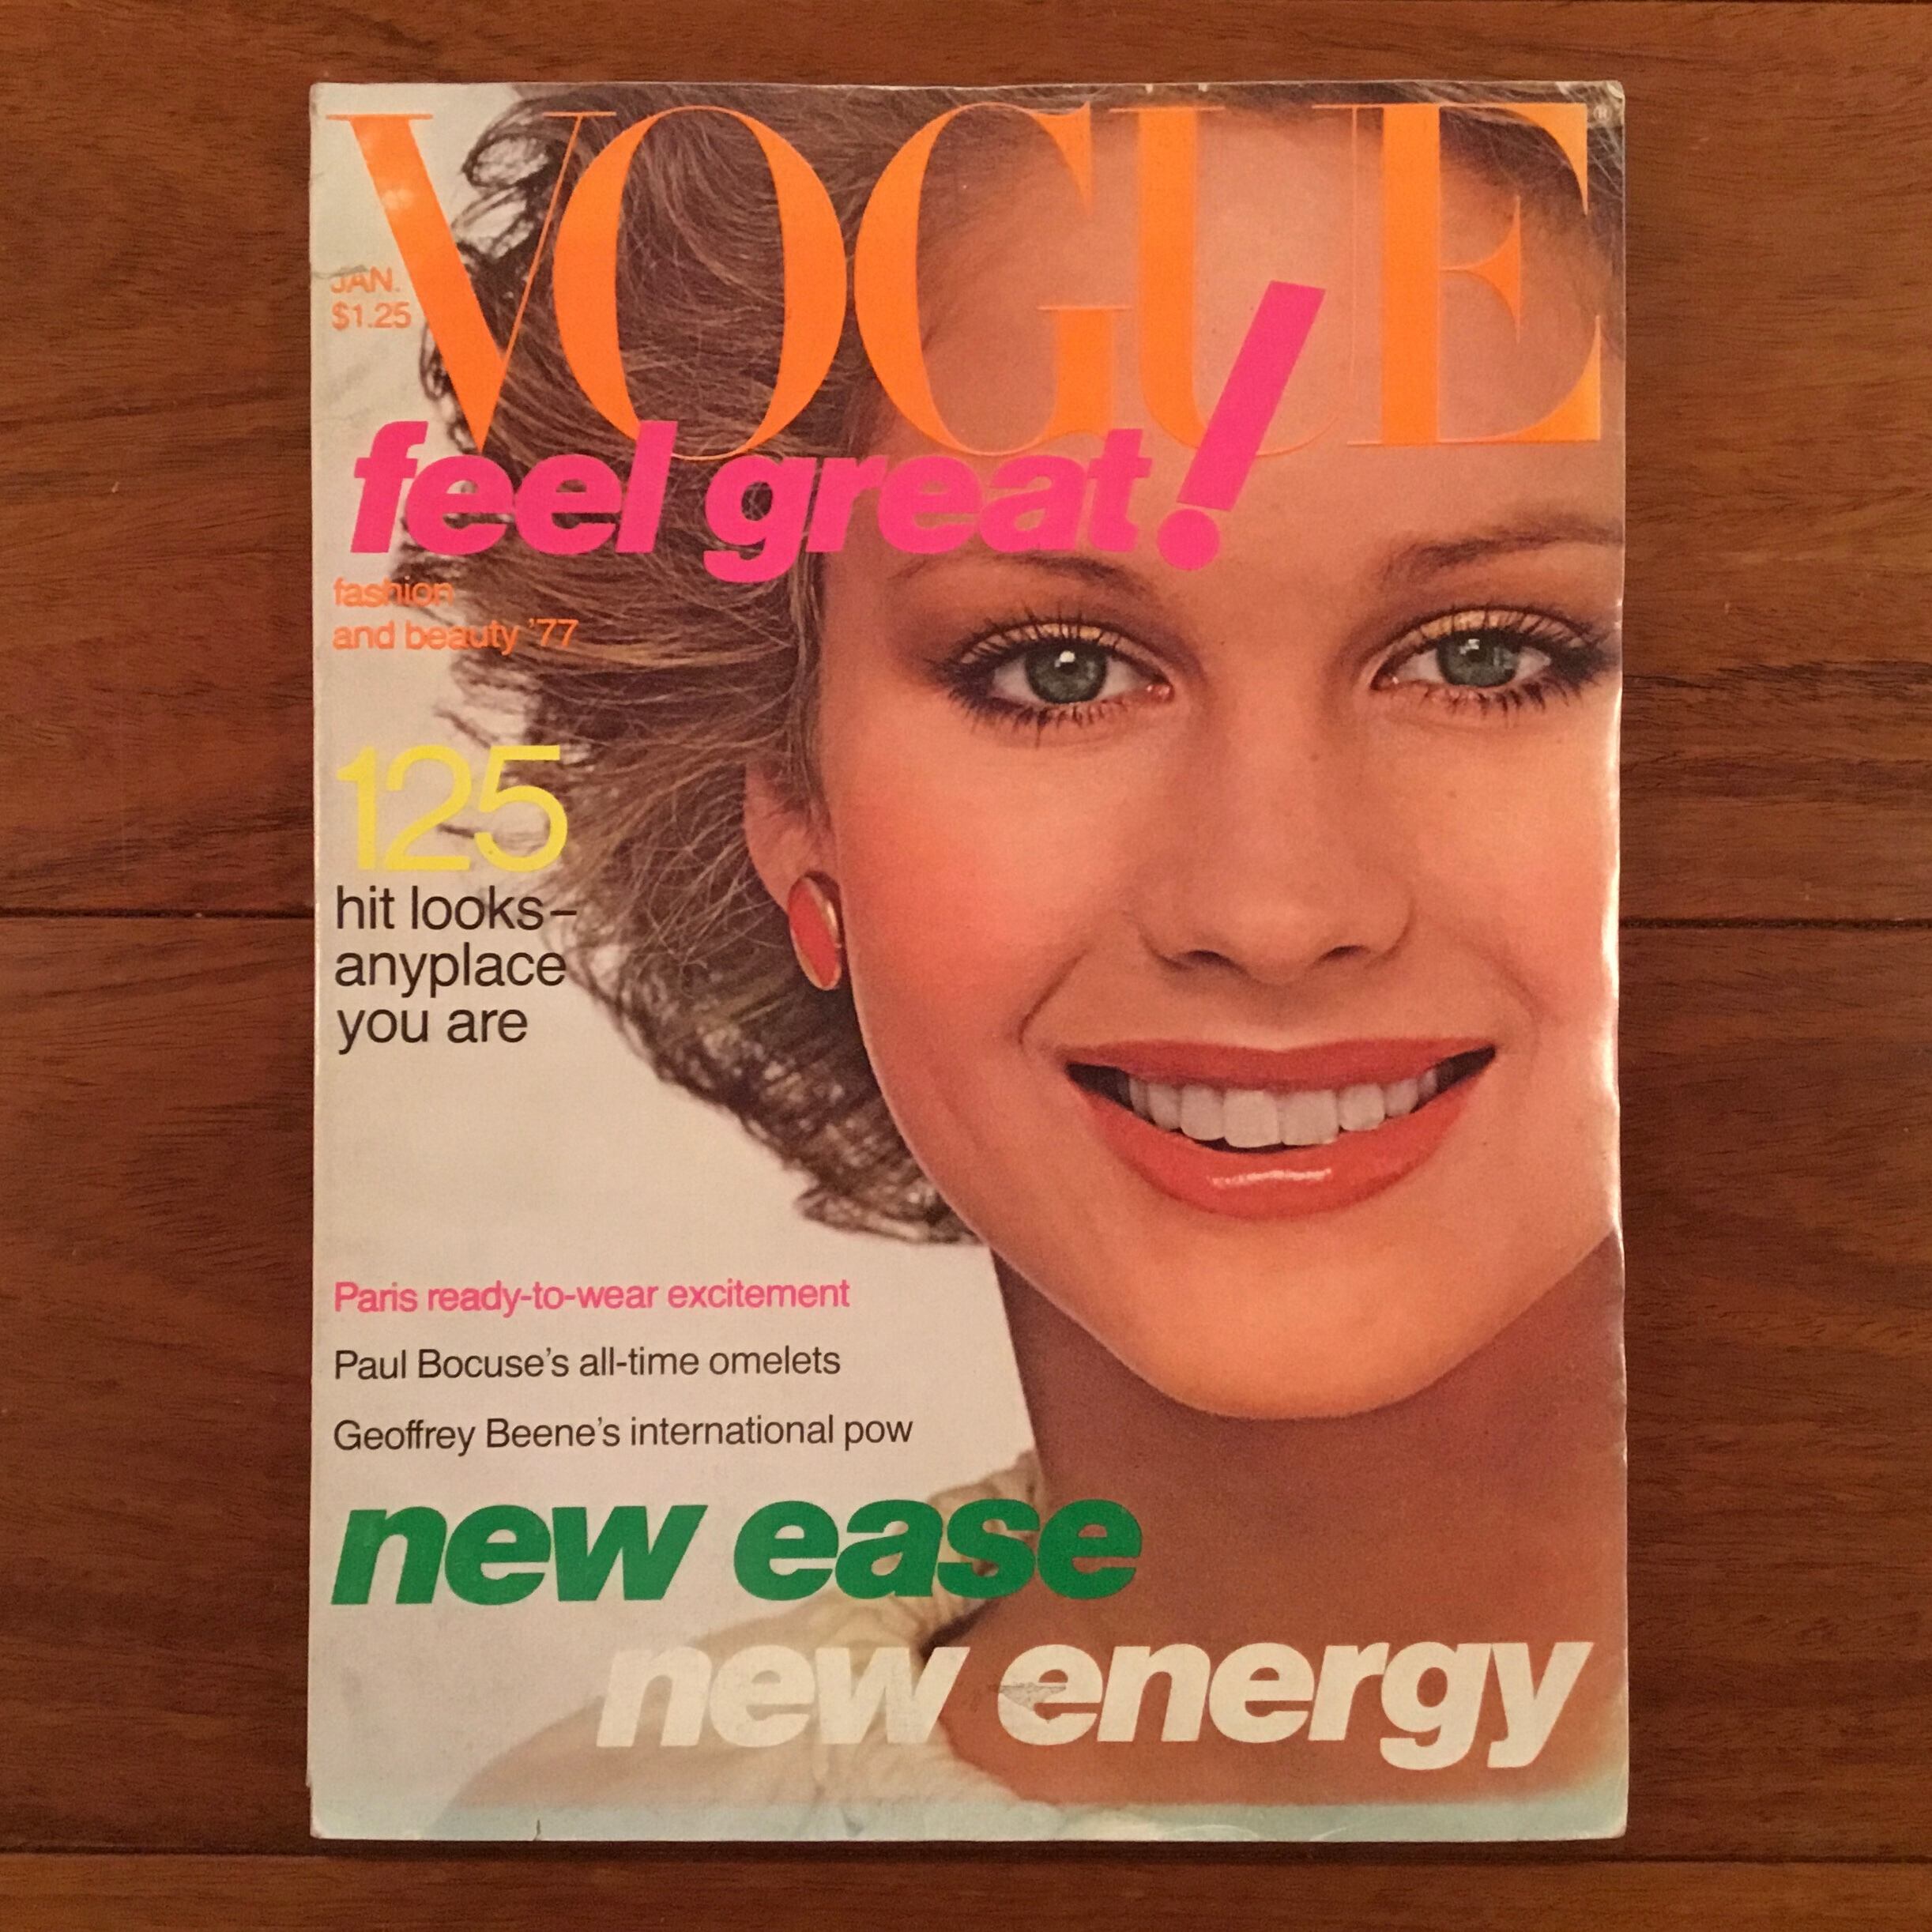 VOGUE
JAN.
$1.25
feel great!
fashion
and beauty '77
125
hit looks–
anyplace
you are
Paris ready-to-wear excitement
Paul Bocuse's all-time omelets
Geoffrey Beene's international pow
new ease
new energy